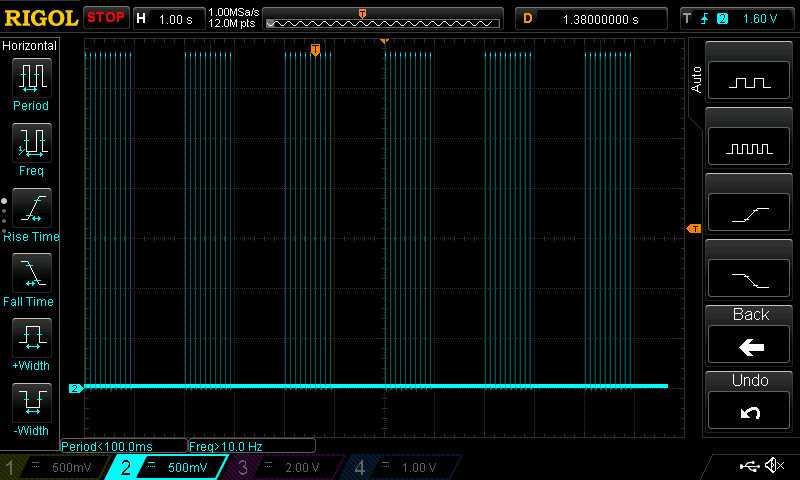 RIGOL STOP H 1.00 s 1.00MSa/s 12.0M pts T D 1.38000000 s T 2 1.60 V
Horizontal
Period
Freq
Rise Time
Fall Time
+Width
-Width
T
T
2
Auto
Back
Undo
Period<100.0ms Freq>10.0 Hz
1 500mV 2 500mV 3 2.00 V 4 1.00 V